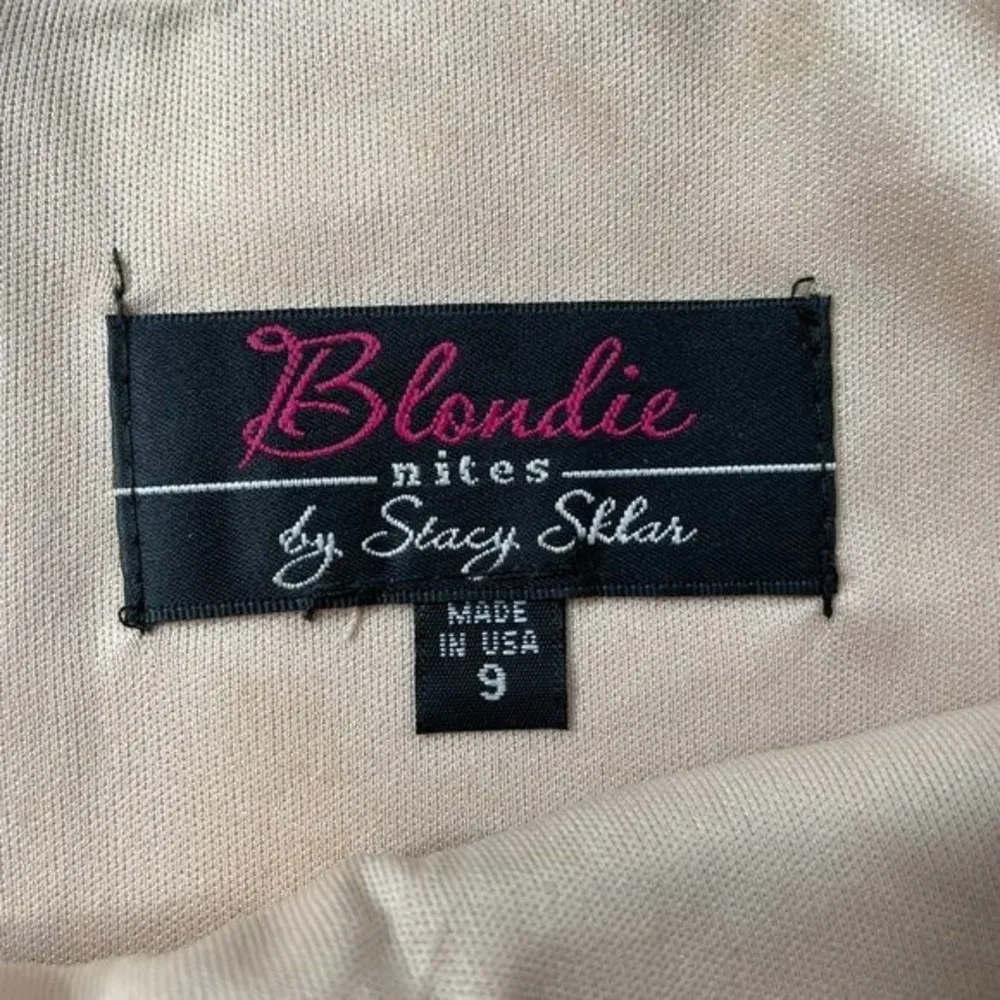 Blondie
nites
by Stacy Sklar
MADE
IN USA
9